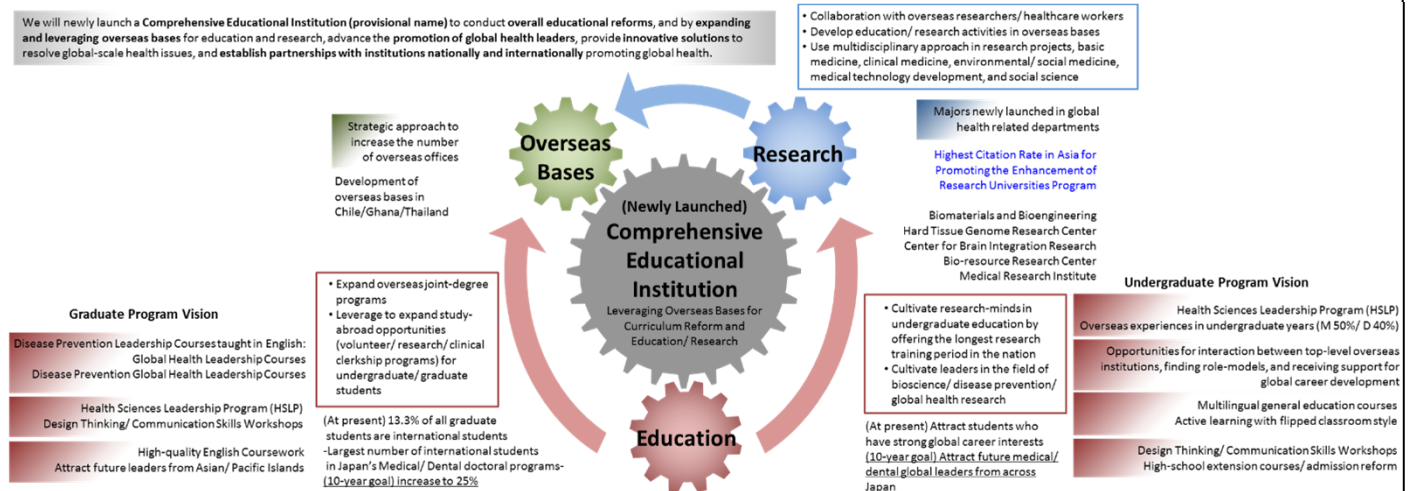 We will newly launch a Comprehensive Educational Institution (provisional name) to conduct overall educational reforms, and by expanding
and leveraging overseas bases for education and research, advance the promotion of global health leaders, provide innovative solutions to
resolve global-scale health issues, and establish partnerships with institutions nationally and internationally promoting global health.
• Collaboration with overseas researchers/ healthcare workers
• Develop education/ research activities in overseas bases
• Use multidisciplinary approach in research projects, basic
medicine, clinical medicine, environmental/ social medicine,
medical technology development, and social science
Strategic approach to
increase the number
of overseas offices
Development of
overseas bases in
Chile/Ghana/Thailand
Overseas
Bases
Research
Majors newly launched in global
health related departments
Highest Citation Rate in Asia for
Promoting the Enhancement of
Research Universities Program
Biomaterials and Bioengineering
Hard Tissue Genome Research Center
Center for Brain Integration Research
Bio-resource Research Center
Medical Research Institute
(Newly Launched)
Comprehensive
Educational
Institution
Leveraging Overseas Bases for
Curriculum Reform and
Education/ Research
Education
Graduate Program Vision
Disease Prevention Leadership Courses taught in English:
Global Health Leadership Courses
Disease Prevention Global Health Leadership Courses
Health Sciences Leadership Program (HSLP)
Design Thinking/ Communication Skills Workshops
High-quality English Coursework
Attract future leaders from Asian/ Pacific Islands
• Expand overseas joint-degree
programs
• Leverage to expand study-
abroad opportunities
(volunteer/ research/ clinical
clerkship programs) for
undergraduate/ graduate
students
(At present) 13.3% of all graduate
students are international students
-Largest number of international students
in Japan's Medical/ Dental doctoral programs-
(10-year goal) increase to 25%
• Cultivate research-minds in
undergraduate education by
offering the longest research
training period in the nation
• Cultivate leaders in the field of
bioscience/ disease prevention/
global health research
(At present) Attract students who
have strong global career interests
(10-year goal) Attract future medical/
dental global leaders from across
Japan
Undergraduate Program Vision
Health Sciences Leadership Program (HSLP)
Overseas experiences in undergraduate years (M 50%/ D 40%)
Opportunities for interaction between top-level overseas
institutions, finding role-models, and receiving support for
global career development
Multilingual general education courses
Active learning with flipped classroom style
Design Thinking/ Communication Skills Workshops
High-school extension courses/ admission reform